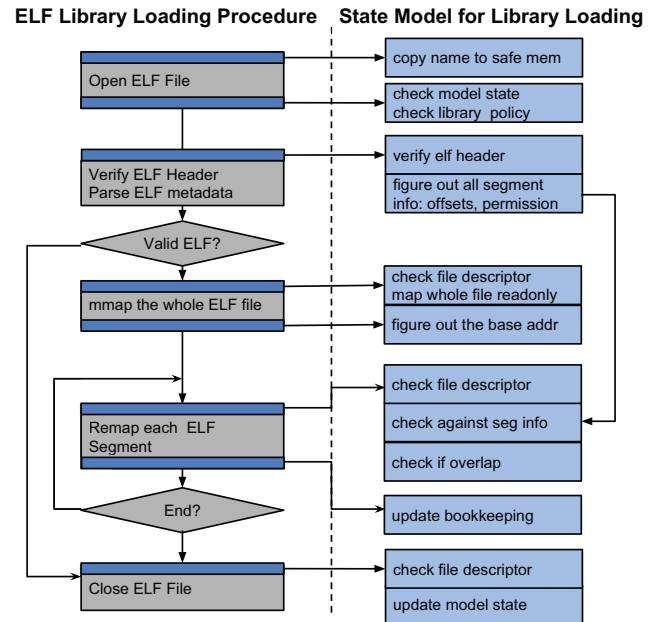 ELF Library Loading Procedure
State Model for Library Loading
Open ELF File
copy name to safe mem
check model state
check library policy
Verify ELF Header
Parse ELF metadata
verify elf header
figure out all segment
info: offsets, permission
Valid ELF?
mmap the whole ELF file
check file descriptor
map whole file readonly
figure out the base addr
Remap each ELF
Segment
check file descriptor
check against seg info
check if overlap
End?
update bookkeeping
Close ELF File
check file descriptor
update model state